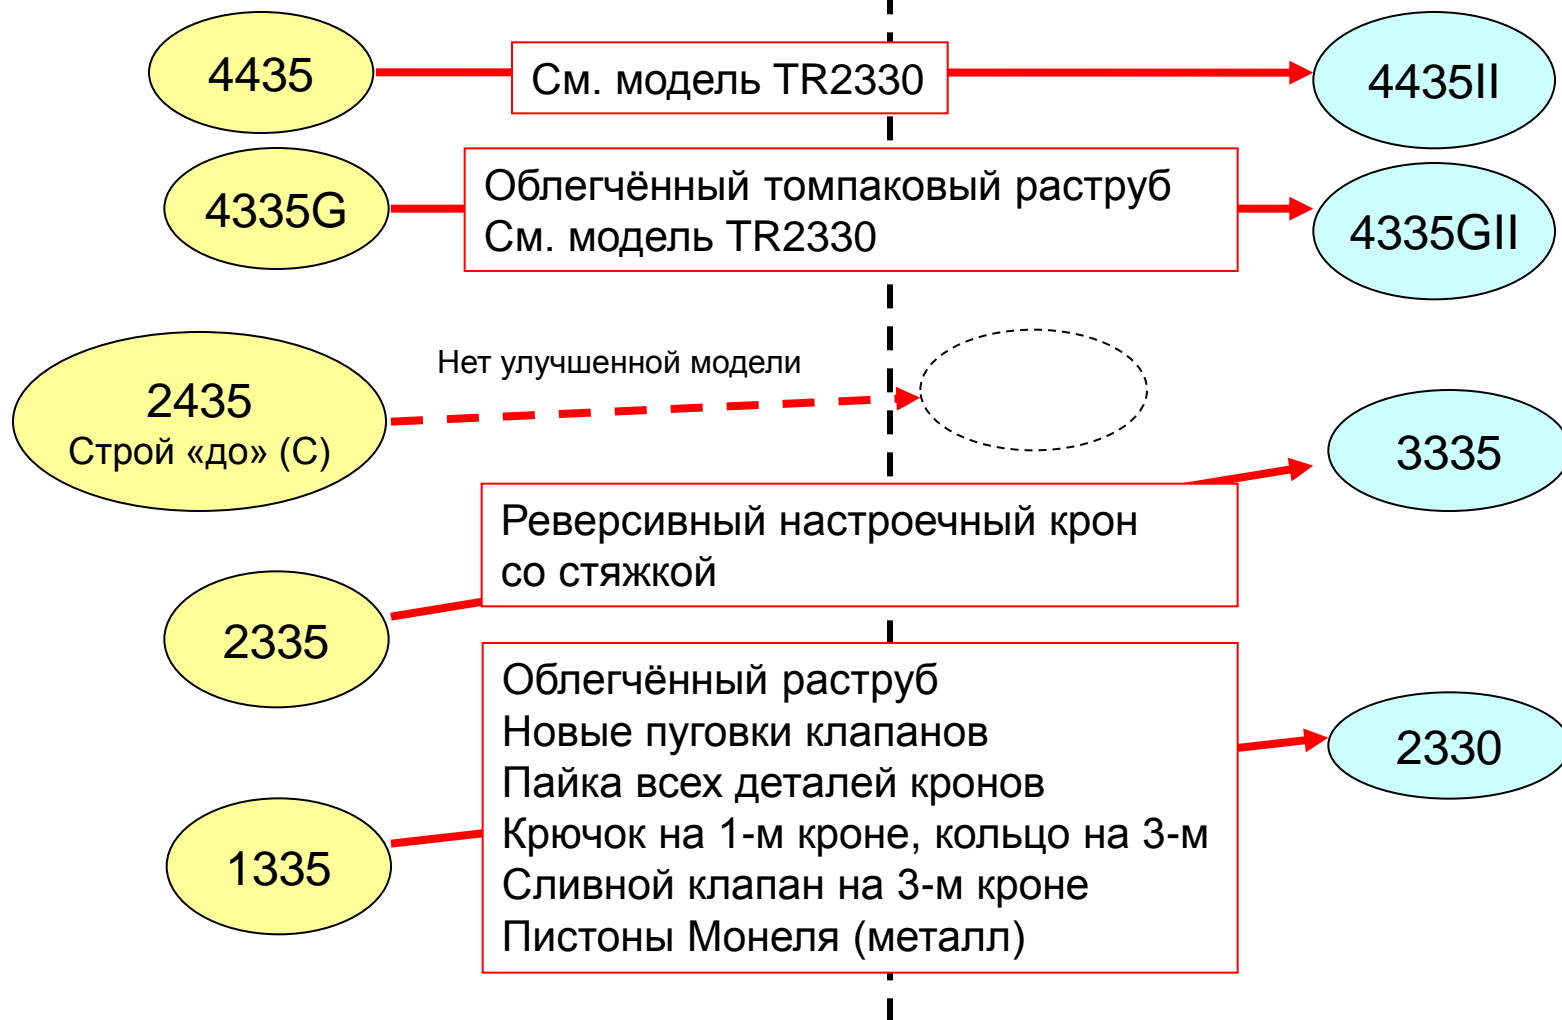 4435
См. модель TR2330
4435II
4335G
Облегчённый томпаковый раструб
См. модель TR2330
4335GII
2435
Строй «до» (C)
Нет улучшенной модели
3335
Реверсивный настроечный крон
со стяжкой
2335
Облегчённый раструб
Новые пуговки клапанов
Пайка всех деталей кронов
Крючок на 1-м кроне, кольцо на 3-м
Сливной клапан на 3-м кроне
Пистоны Монеля (металл)
2330
1335